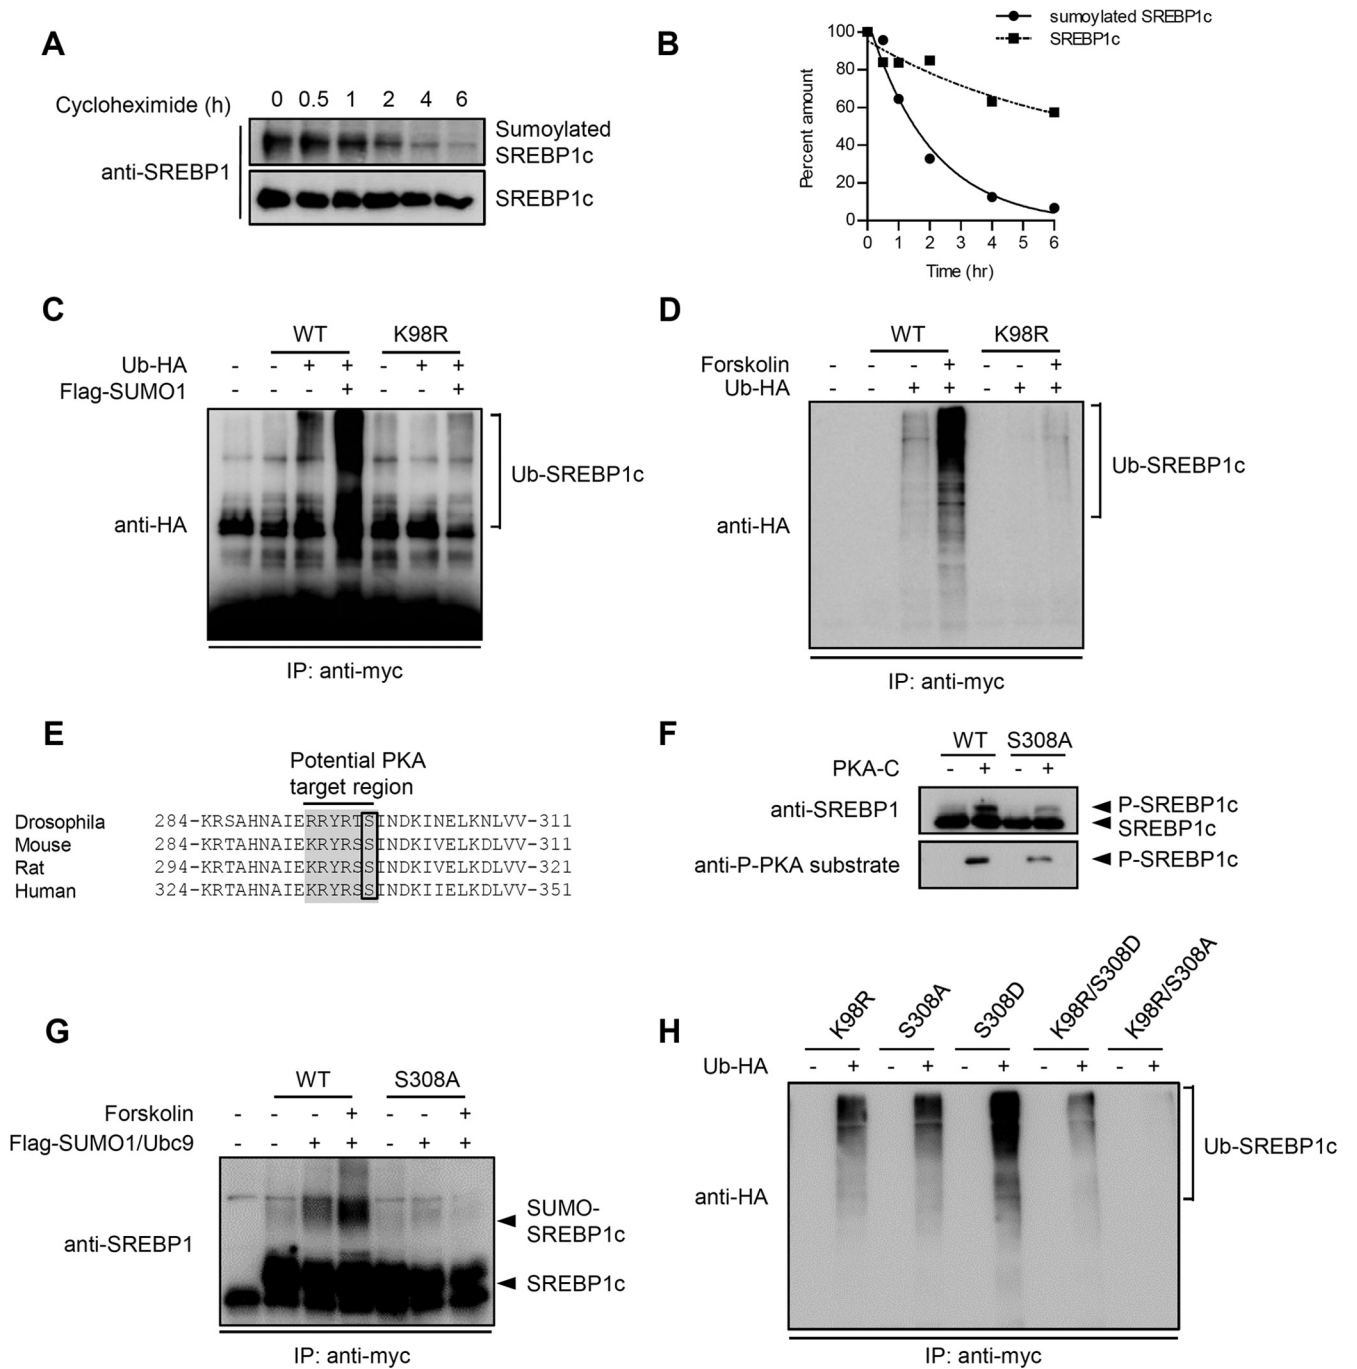 A
Cycloheximide (h) 0 0.5 1 2 4 6
anti-SREBP1
Sumoylated
SREBP1c
SREBP1c
B
sumoylated SREBP1c
SREBP1c
Percent amount
100
80
60
40
20
0
0 1 2 3 4 5 6
Time (hr)
C
WT K98R
Ub-HA - - + + - + +
Flag-SUMO1 - - - + - - +
anti-HA
Ub-SREBP1c
IP: anti-myc
D
WT K98R
Forskolin - - + - +
Ub-HA - - + + - + +
anti-HA
Ub-SREBP1c
IP: anti-myc
E
Potential PKA
target region
Drosophila 284-KRSAHNAIERRYRTSINDKINELKNLVV-311
Mouse 284-KRTAHNAIEKRYRSSINDKIVELKDLVV-311
Rat 294-KRTAHNAIEKRYRSSINDKIVELKDLVV-321
Human 324-KRTAHNAIEKRYRSSINDKIIELKDLVV-351
F
WT S308A
PKA-C - + - +
anti-SREBP1
P-SREBP1c
SREBP1c
anti-P-PKA substrate
P-SREBP1c
G
WT S308A
Forskolin - - - + - - +
Flag-SUMO1/Ubc9 - - + + - + +
anti-SREBP1
SUMO-
SREBP1c
SREBP1c
IP: anti-myc
H
K98R S308A S308D K98R/S308D K98R/S308A
Ub-HA - + - + - + - + - +
anti-HA
Ub-SREBP1c
IP: anti-myc